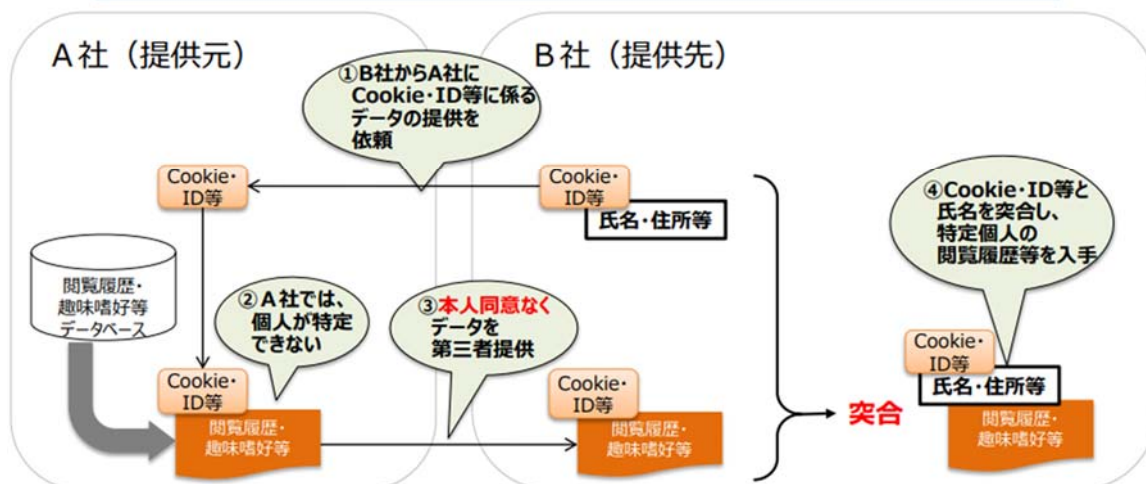 A社（提供元）
B社（提供先）
①B社からA社に
Cookie・ID等に係る
データの提供を
依頼
Cookie・
ID等
Cookie・
ID等
氏名・住所等
④Cookie・ID等と
氏名を突合し、
特定個人の
閲覧履歴等を入手
閲覧履歴・
趣味嗜好等
データベース
②A社では、
個人が特定
できない
③本人同意なく
データを
第三者提供
Cookie・
ID等
閲覧履歴・
趣味嗜好等
Cookie・
ID等
閲覧履歴・
趣味嗜好等
突合
Cookie・
ID等
氏名・住所等
閲覧履歴・
趣味嗜好等